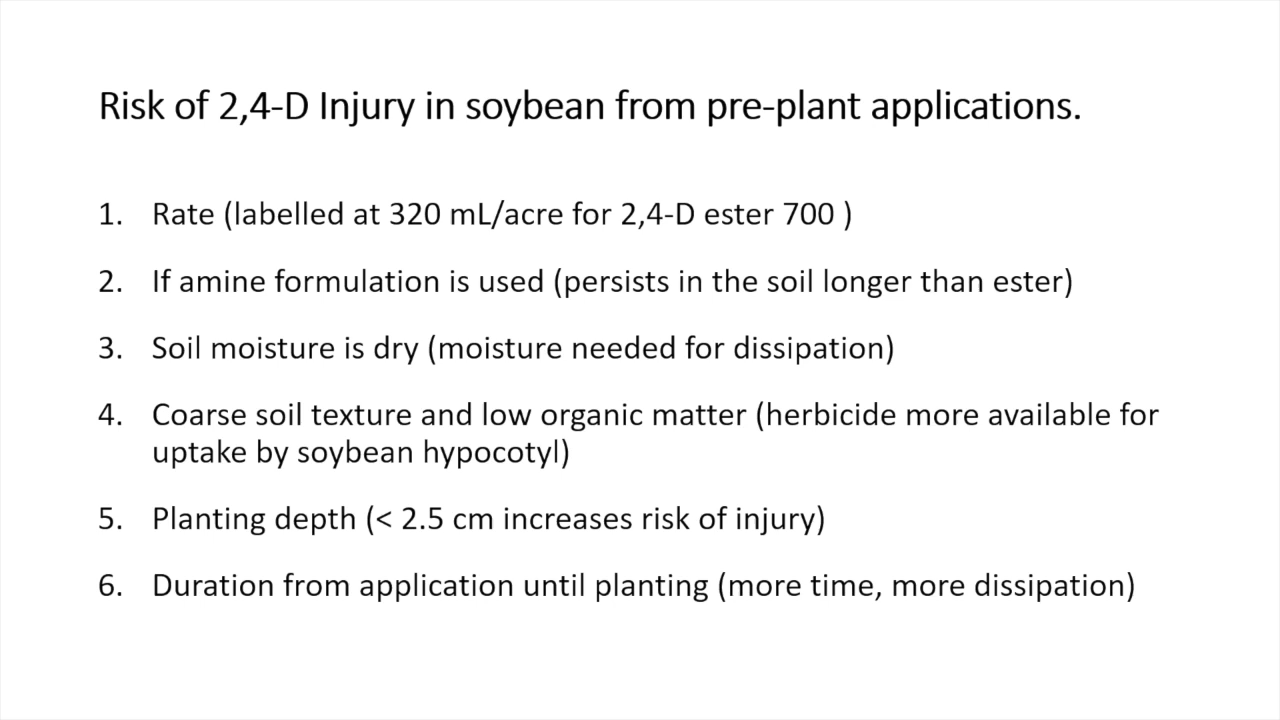 Risk of 2,4-D Injury in soybean from pre-plant applications.
1. Rate (labelled at 320 mL/acre for 2,4-D ester 700 )
2. If amine formulation is used (persists in the soil longer than ester)
3. Soil moisture is dry (moisture needed for dissipation)
4. Coarse soil texture and low organic matter (herbicide more available for
uptake by soybean hypocotyl)
5. Planting depth (< 2.5 cm increases risk of injury)
6. Duration from application until planting (more time, more dissipation)